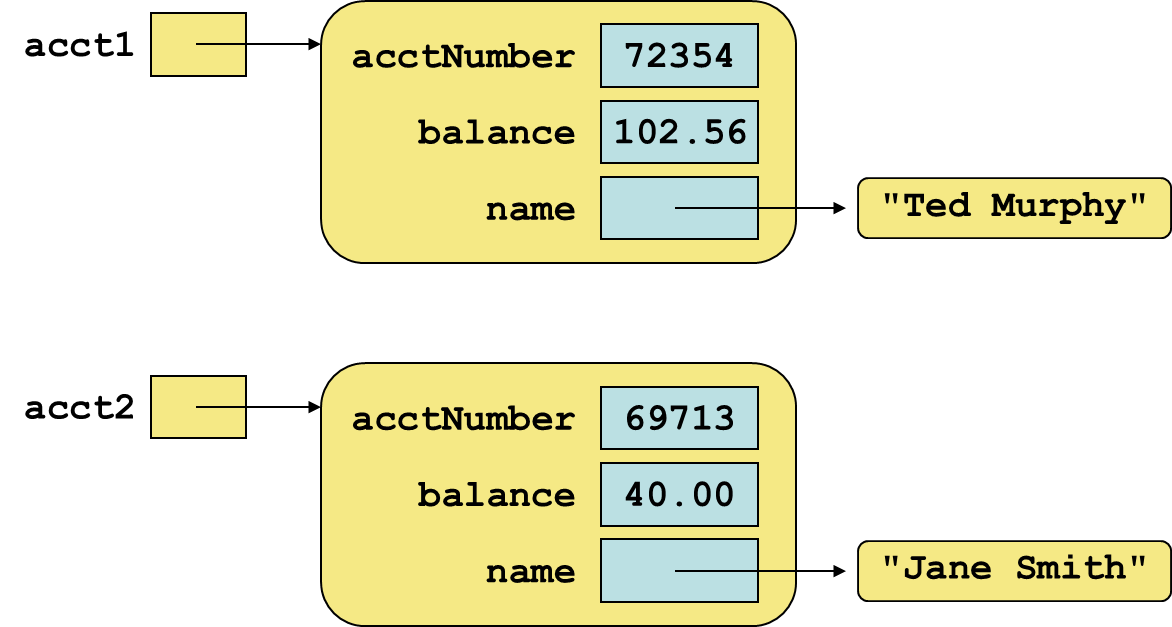 acct1
acctNumber 72354
balance 102.56
name "Ted Murphy"
acct2
acctNumber 69713
balance 40.00
name "Jane Smith"